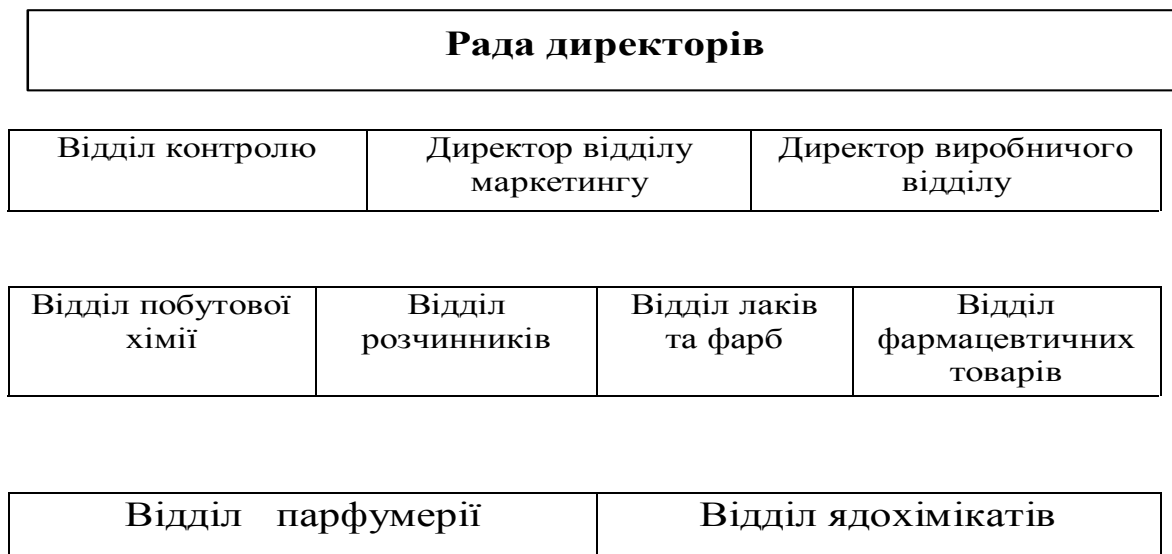 Рада директорів
Відділ контролю
Директор відділу
маркетингу
Директор виробничого
відділу
Відділ побутової
хімії
Відділ
розчинників
Відділ лаків
та фарб
Відділ
фармацевтичних
товарів
Відділ парфумерії
Відділ ядохімікатів